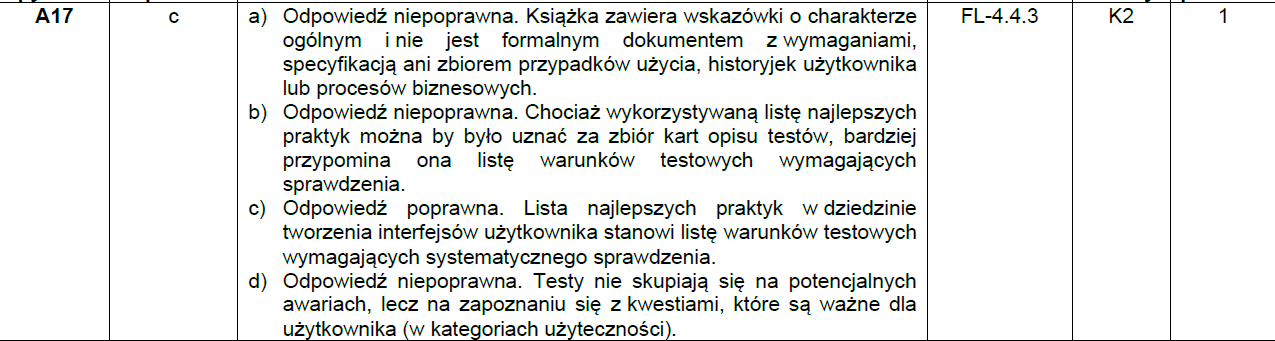 A17 c a) Odpowiedź niepoprawna. Książka zawiera wskazówki o charakterze FL-4.4.3 K2 1
ogólnym i nie jest formalnym dokumentem z wymaganiami,
specyfikacją ani zbiorem przypadków użycia, historyjek użytkownika
lub procesów biznesowych.
b) Odpowiedź niepoprawna. Chociaż wykorzystywaną listę najlepszych
praktyk można by było uznać za zbiór kart opisu testów, bardziej
przypomina ona listę warunków testowych wymagających
sprawdzenia.
c) Odpowiedź poprawna. Lista najlepszych praktyk w dziedzinie
tworzenia interfejsów użytkownika stanowi listę warunków testowych
wymagających systematycznego sprawdzenia.
d) Odpowiedź niepoprawna. Testy nie skupiają się na potencjalnych
awariach, lecz na zapoznaniu się z kwestiami, które są ważne dla
użytkownika (w kategoriach użyteczności).